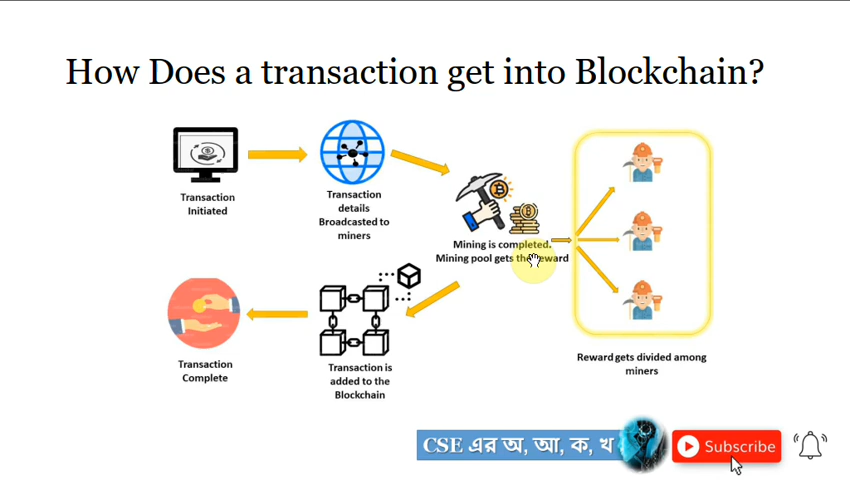 How Does a transaction get into Blockchain?
Transaction
Initiated
Transaction
details
Broadcasted to
miners
Mining is completed.
Mining pool gets the reward
Reward gets divided among
miners
Transaction is
added to the
Blockchain
Transaction
Complete
CSE এর অ, আ, ক, খ
Subscribe